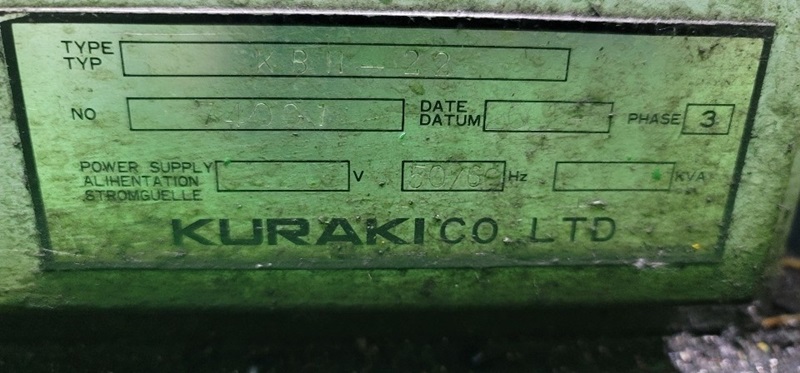 TYPE
TYP
NO
DATE
DATUM
PHASE 3
POWER SUPPLY
ALIHENTATION
STROMGUELLE
V
50/60 Hz
KVA
KURAKI CO. LTD